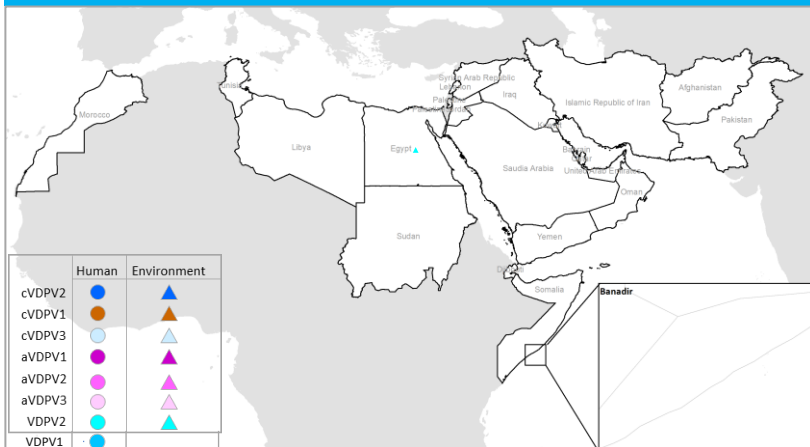 Morocco
Tunisia
Libya
Egypt
Sudan
Syrian Arab Republic
Lebanon
Iraq
Islamic Republic of Iran
Afghanistan
Pakistan
Kuwait
Bahrain
Qatar
United Arab Emirates
Saudia Arabia
Oman
Yemen
Djibouti
Somalia
Banadir
Human Environment
cVDPV2
cVDPV1
cVDPV3
aVDPV1
aVDPV2
aVDPV3
VDPV2
VDPV1